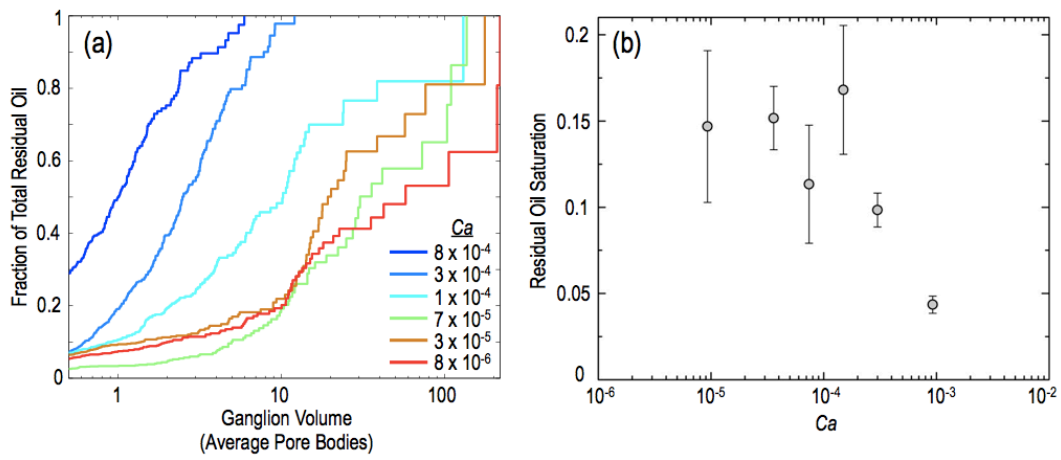 (a)
Fraction of Total Residual Oil
1
0.8
0.6
0.4
0.2
0
1
10
100
Ganglion Volume
(Average Pore Bodies)
Ca
8 x 10⁻⁴
3 x 10⁻⁴
1 x 10⁻⁴
7 x 10⁻⁵
3 x 10⁻⁵
8 x 10⁻⁶
(b)
Residual Oil Saturation
0.2
0.15
0.1
0.05
0
10⁻⁶
10⁻⁵
10⁻⁴
10⁻³
10⁻²
Ca